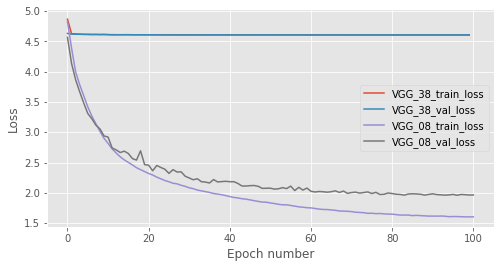 5.0
4.5
4.0
3.5
3.0
2.5
2.0
1.5
Loss
VGG_38_train_loss
VGG_38_val_loss
VGG_08_train_loss
VGG_08_val_loss
0 20 40 60 80 100
Epoch number